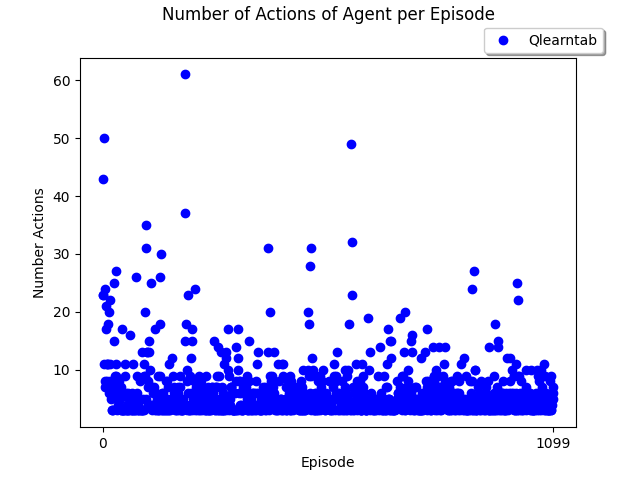 Number of Actions of Agent per Episode
Qlearntab
60
50
40
30
20
10
Number Actions
0
1099
Episode